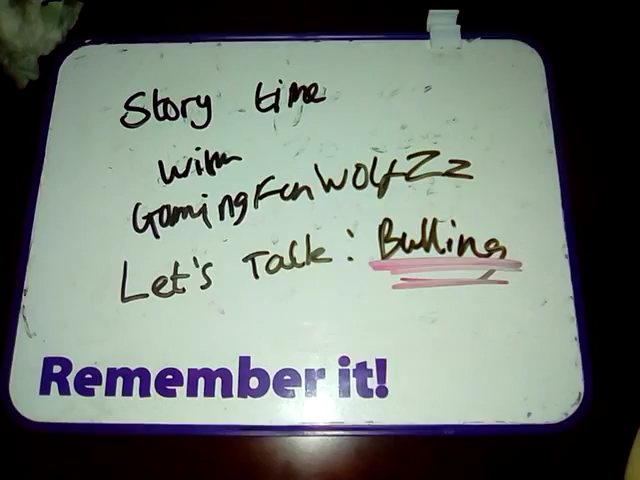 Story time
with
GamingFunWolfZz
Let's Talk: Bulling
Remember it!